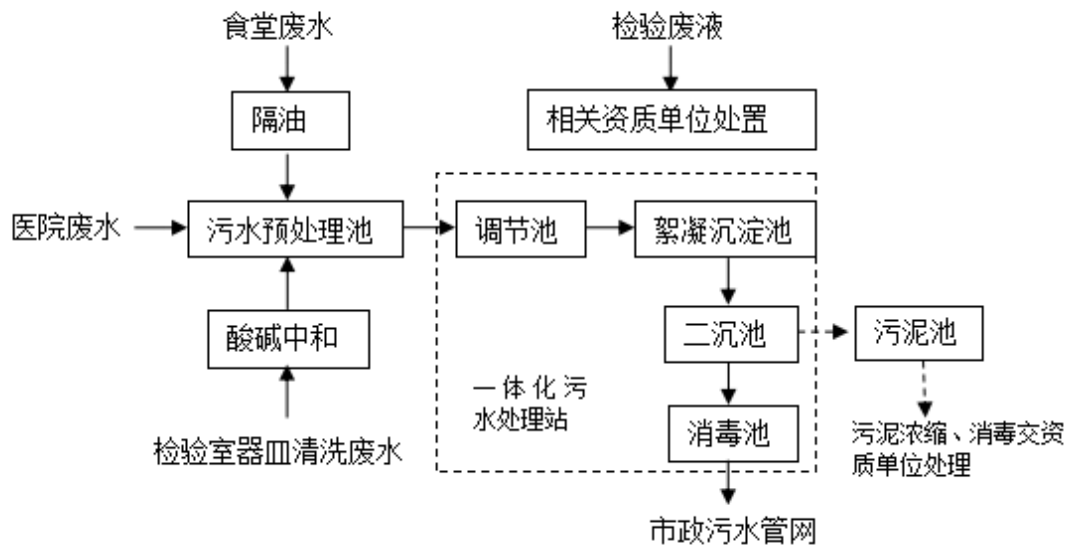 食堂废水
检验废液
隔油
相关资质单位处置
医院废水
污水预处理池
调节池
絮凝沉淀池
酸碱中和
二沉池
污泥池
一体化污
水处理站
消毒池
检验室器皿清洗废水
污泥浓缩、消毒交资
质单位处理
市政污水管网